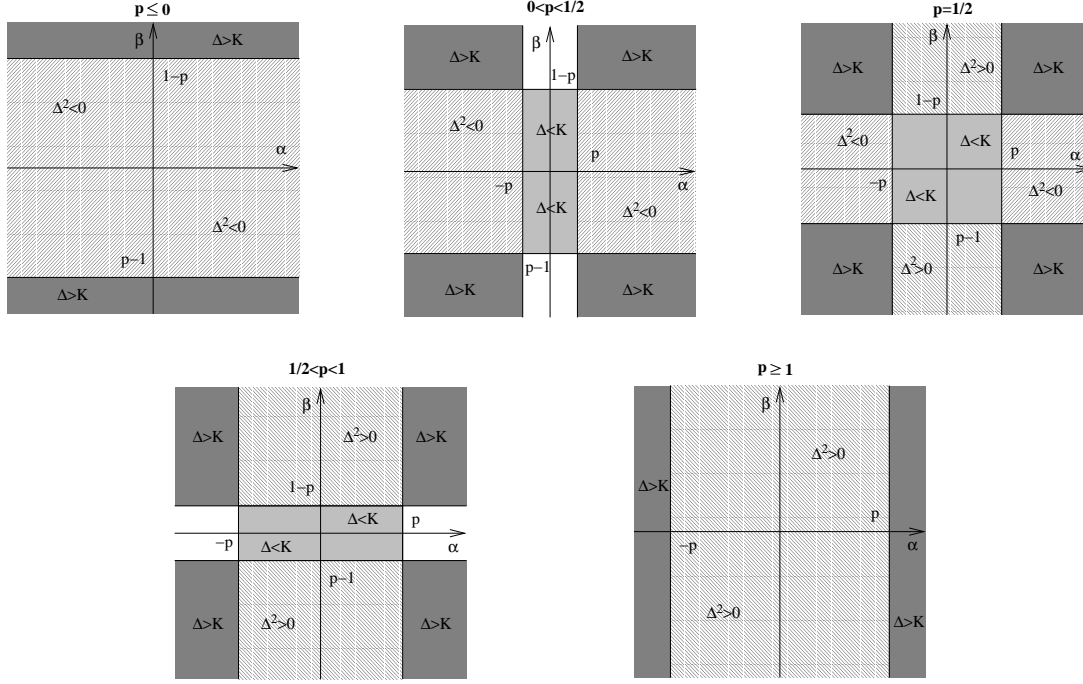 p ≤ 0
β
Δ>K
1−p
Δ²<0
α
Δ²<0
p−1
Δ>K
0<p<1/2
β
Δ>K
Δ>K
1−p
Δ²<0
Δ<K
p
−p
α
Δ<K
Δ²<0
p−1
Δ>K
Δ>K
p=1/2
β
Δ>K
Δ²>0
Δ>K
1−p
Δ²<0
Δ<K
p
α
−p
Δ<K
Δ²<0
p−1
Δ>K
Δ²>0
Δ>K
1/2<p<1
β
Δ>K
Δ²>0
Δ>K
1−p
Δ<K
p
−p
Δ<K
α
p−1
Δ>K
Δ²>0
Δ>K
p ≥ 1
β
Δ²>0
Δ>K
p
−p
α
Δ²>0
Δ>K